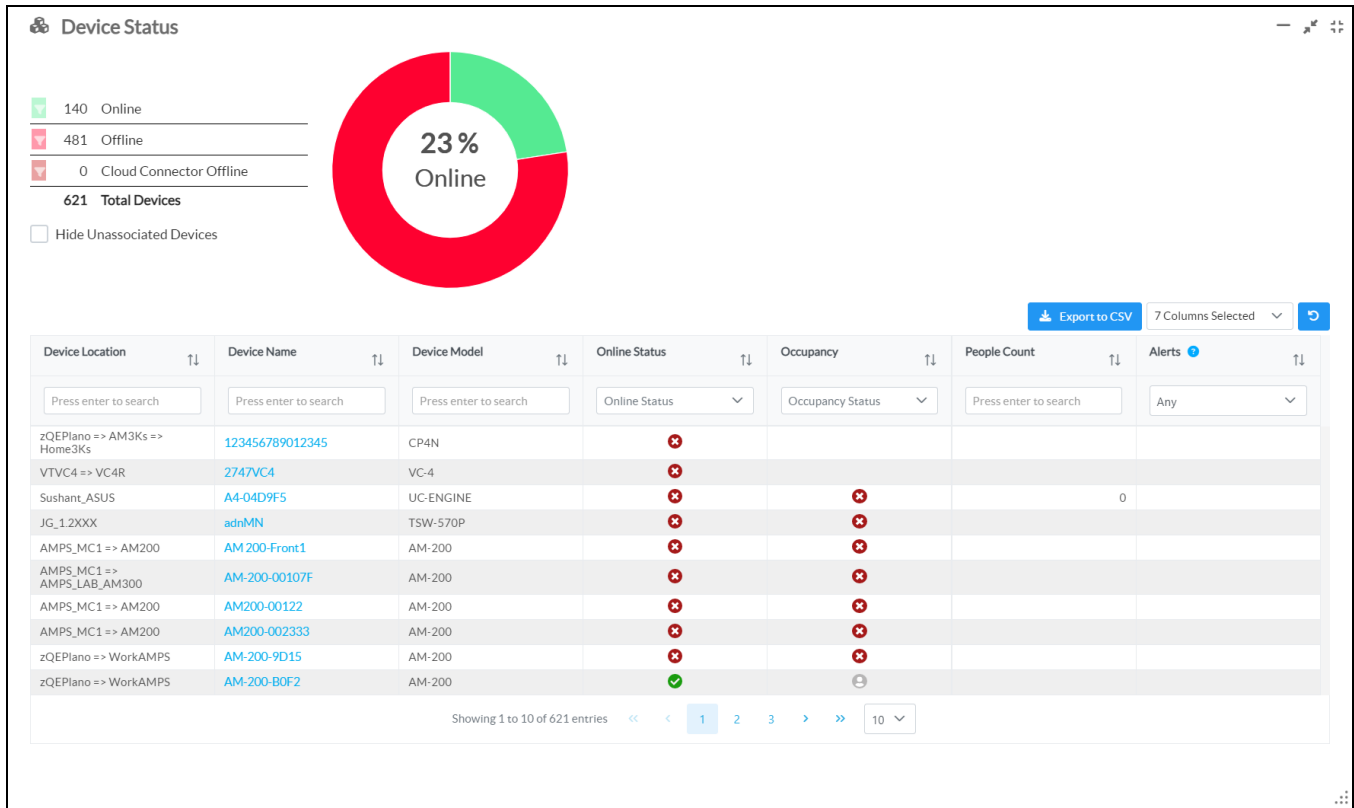 Device Status
140 Online
481 Offline
0 Cloud Connector Offline
621 Total Devices
Hide Unassociated Devices
23 %
Online
Export to CSV 7 Columns Selected
Device Location Device Name Device Model Online Status Occupancy People Count Alerts ?
Press enter to search Press enter to search Press enter to search Online Status Occupancy Status Press enter to search Any
zQEPlano => AM3Ks =>
Home3Ks 123456789012345 CP4N
VTVC4 => VC4R 2747VC4 VC-4
Sushant_ASUS A4-04D9F5 UC-ENGINE 0
JG_1.2XXX adnMN TSW-570P
AMPS_MC1 => AM200 AM 200-Front1 AM-200
AMPS_MC1 =>
AMPS_LAB_AM300 AM-200-00107F AM-200
AMPS_MC1 => AM200 AM200-00122 AM-200
AMPS_MC1 => AM200 AM200-002333 AM-200
zQEPlano => WorkAMPS AM-200-9D15 AM-200
zQEPlano => WorkAMPS AM-200-B0F2 AM-200
Showing 1 to 10 of 621 entries « < 1 2 3 > » 10